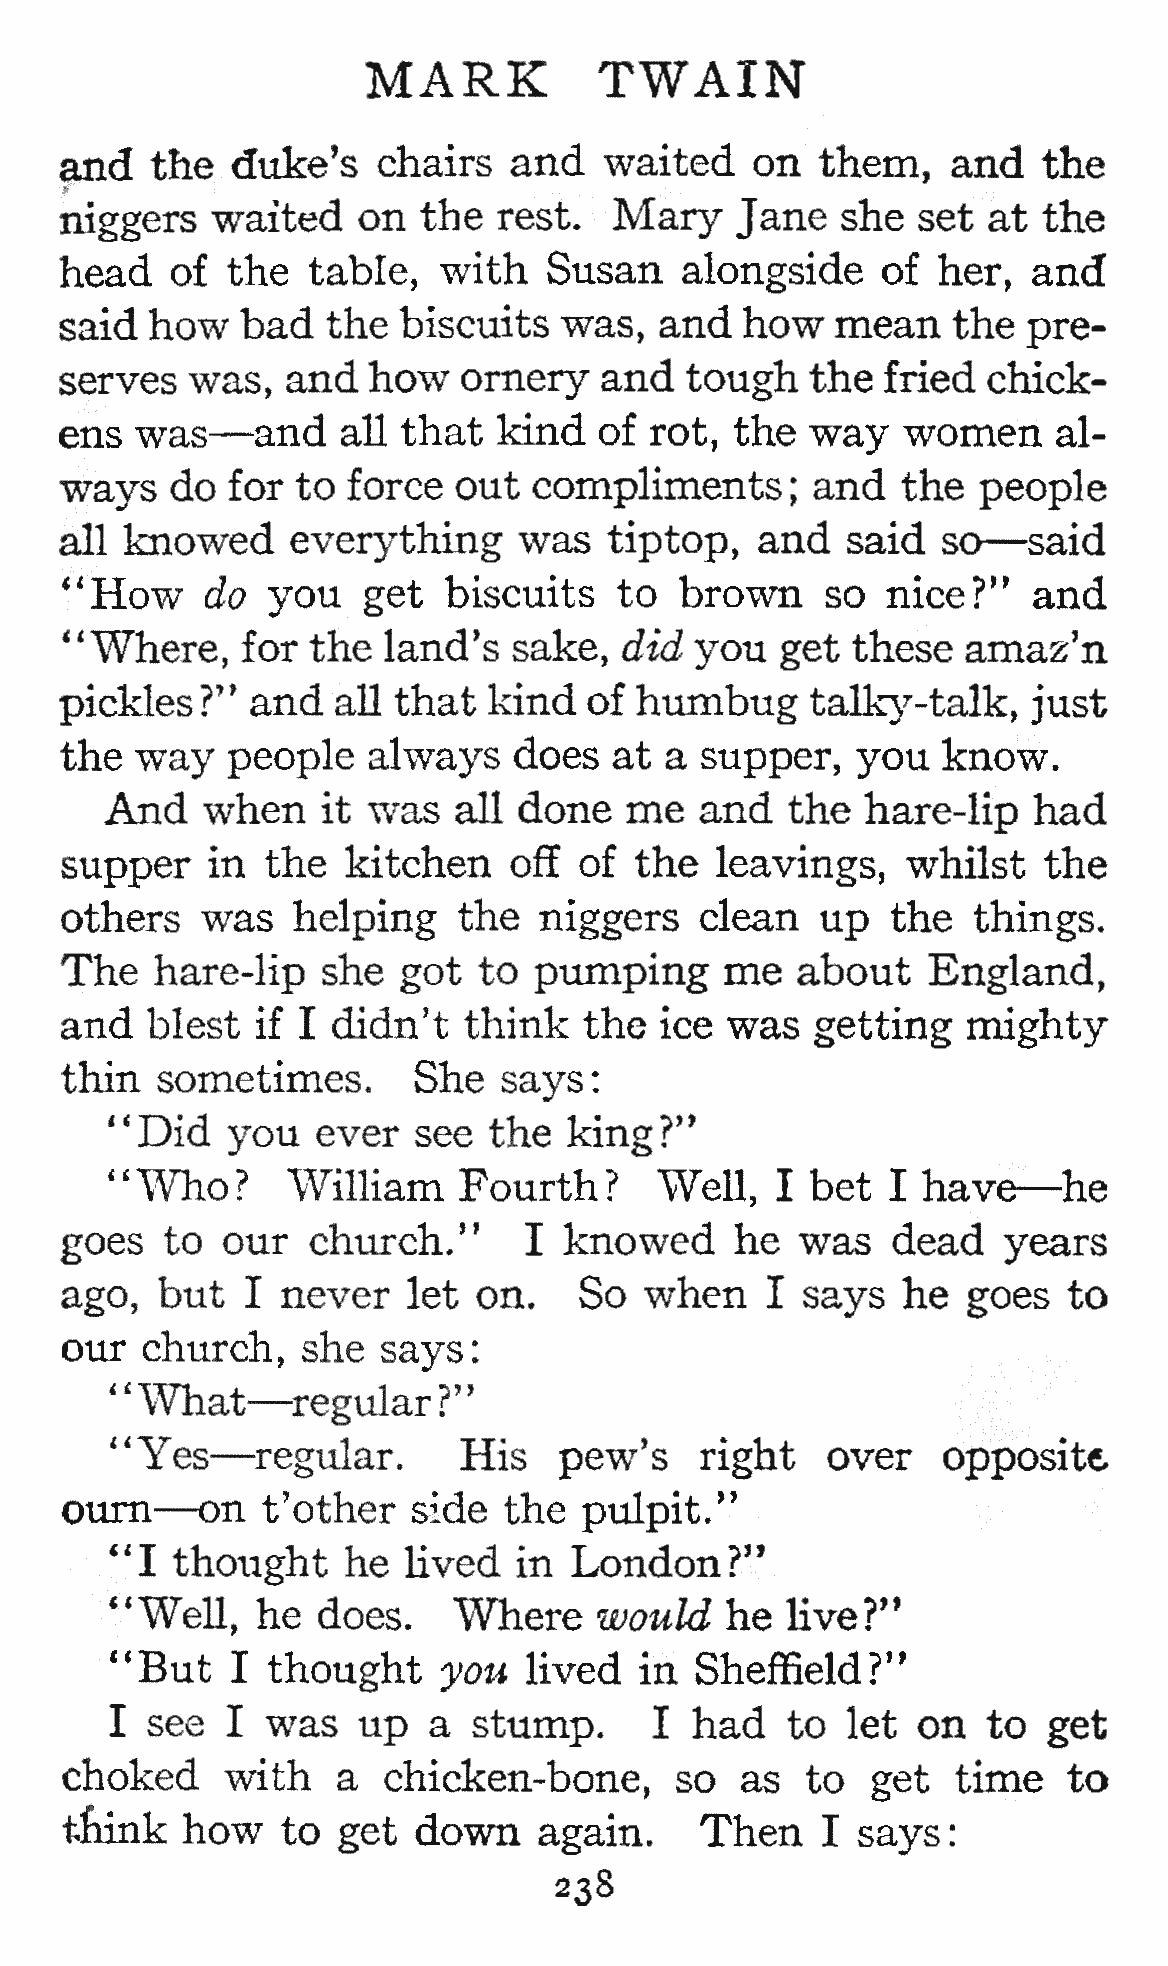 MARK TWAIN
and the duke's chairs and waited on them, and the
niggers waited on the rest. Mary Jane she set at the
head of the table, with Susan alongside of her, and
said how bad the biscuits was, and how mean the pre-
serves was, and how ornery and tough the fried chick-
ens was—and all that kind of rot, the way women al-
ways do for to force out compliments; and the people
all knowed everything was tiptop, and said so—said
"How do you get biscuits to brown so nice?" and
"Where, for the land's sake, did you get these amaz'n
pickles?" and all that kind of humbug talky-talk, just
the way people always does at a supper, you know.
And when it was all done me and the hare-lip had
supper in the kitchen off of the leavings, whilst the
others was helping the niggers clean up the things.
The hare-lip she got to pumping me about England,
and blest if I didn't think the ice was getting mighty
thin sometimes. She says:
"Did you ever see the king?"
"Who? William Fourth? Well, I bet I have—he
goes to our church." I knowed he was dead years
ago, but I never let on. So when I says he goes to
our church, she says:
"What—regular?"
"Yes—regular. His pew's right over opposite
ourn—on t'other side the pulpit."
"I thought he lived in London?"
"Well, he does. Where would he live?"
"But I thought you lived in Sheffield?"
I see I was up a stump. I had to let on to get
choked with a chicken-bone, so as to get time to
think how to get down again. Then I says:
238